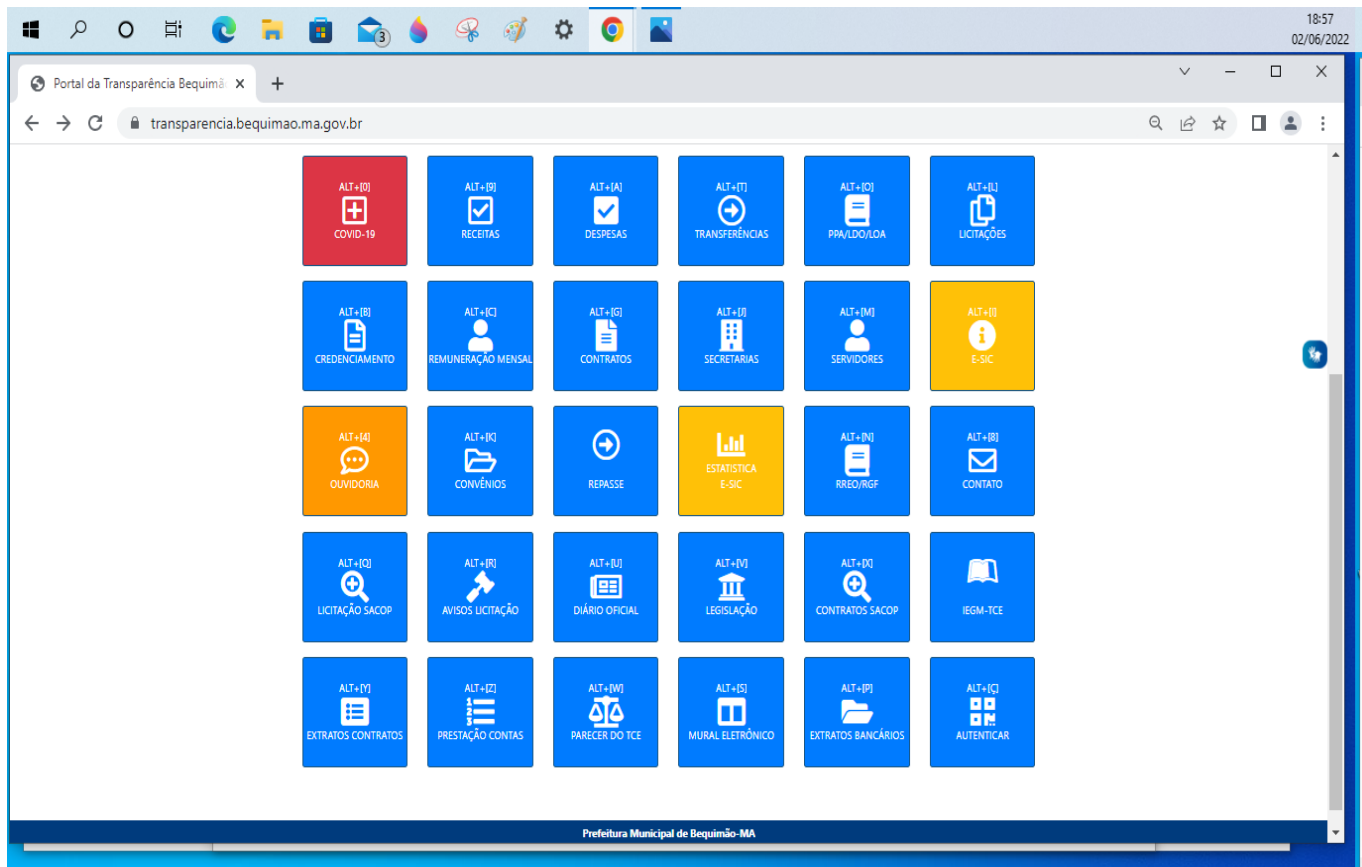 18:57
02/06/2022
3
Portal da Transparência Bequimã
transparencia.bequimao.ma.gov.br
ALT+[0]
COVID-19
ALT+[9]
RECEITAS
ALT+[A]
DESPESAS
ALT+[T]
TRANSFERÊNCIAS
ALT+[O]
PPA/LDO/LOA
ALT+[L]
LICITAÇÕES
ALT+[B]
CREDENCIAMENTO
ALT+[C]
REMUNERAÇÃO MENSAL
ALT+[G]
CONTRATOS
ALT+[J]
SECRETARIAS
ALT+[M]
SERVIDORES
ALT+[I]
E-SIC
ALT+[4]
OUVIDORIA
ALT+[K]
CONVÊNIOS
REPASSE
ESTATISTICA
E-SIC
ALT+[N]
RREO/RGF
ALT+[8]
CONTATO
ALT+[Q]
LICITAÇÃO SACOP
ALT+[R]
AVISOS LICITAÇÃO
ALT+[U]
DIÁRIO OFICIAL
ALT+[V]
LEGISLAÇÃO
ALT+[X]
CONTRATOS SACOP
IEGM-TCE
ALT+[Y]
EXTRATOS CONTRATOS
ALT+[Z]
PRESTAÇÃO CONTAS
ALT+[W]
PARECER DO TCE
ALT+[S]
MURAL ELETRÔNICO
ALT+[P]
EXTRATOS BANCÁRIOS
ALT+[Ç]
AUTENTICAR
Prefeitura Municipal de Bequimão-MA